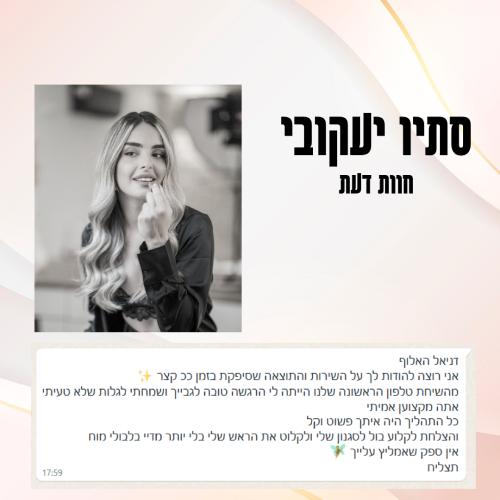 סתיו יעקובי
חוות דעת
דניאל האלוף
אני רוצה להודות לך על השירות והתוצאה שסיפקת בזמן ככ קצר ✨
מהשיחת טלפון הראשונה שלנו הייתה לי הרגשה טובה לגבייך ושמחתי לגלות שלא טעיתי
אתה מקצוען אמיתי
כל התהליך היה איתך פשוט וקל
והצלחת לקלוע בול לסגנון שלי ולקלוט את הראש שלי בלי יותר מדיי בלבולי מוח
אין ספק שאמליץ עלייך 🧚
תצליח
17:59